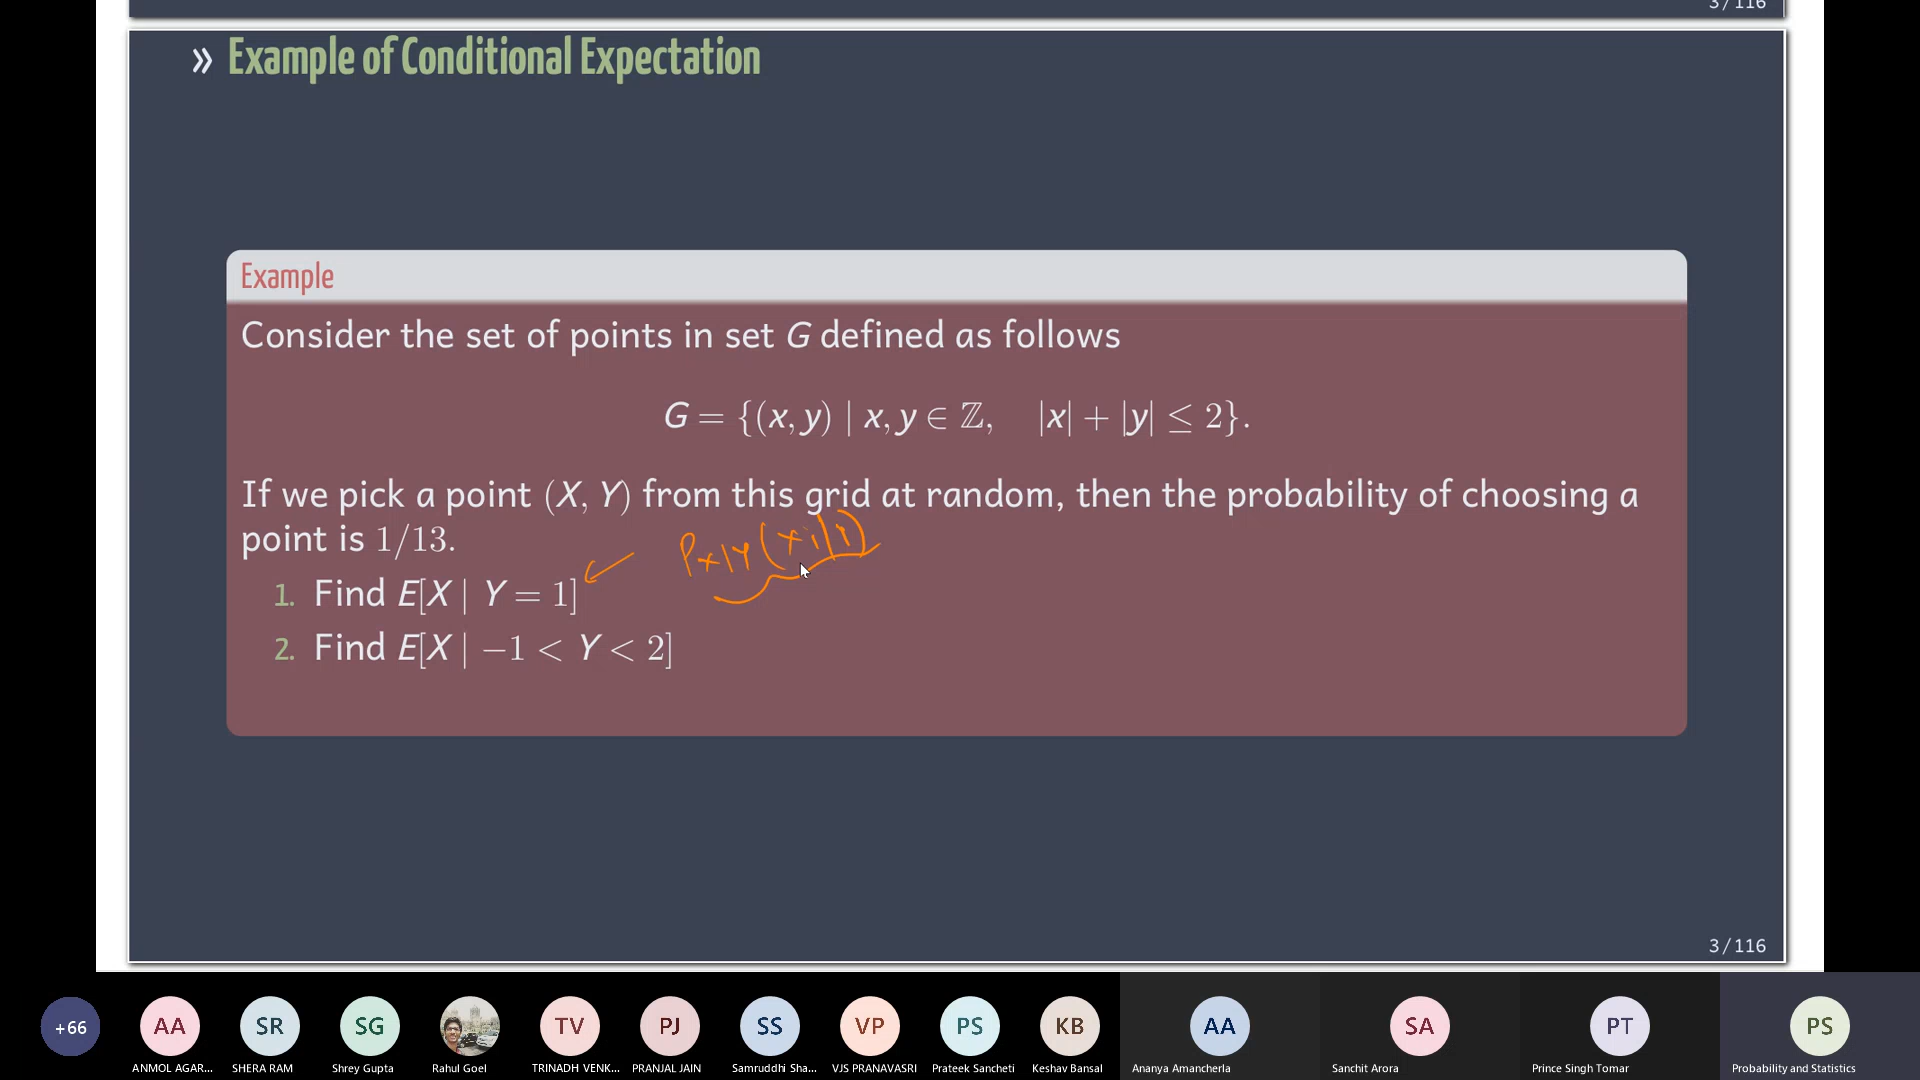 3 / 116
» Example of Conditional Expectation
Example
Consider the set of points in set G defined as follows
G = {(x, y) | x, y ∈ ℤ, |x| + |y| ≤ 2}.
If we pick a point (X, Y) from this grid at random, then the probability of choosing a
point is 1/13.
P_X|Y (x_i|Y)
1. Find E[X | Y = 1]
2. Find E[X | −1 < Y < 2]
3 / 116
+66 AA SR SG TV PJ SS VP PS KB AA SA PT PS
ANMOL AGAR... SHERA RAM Shrey Gupta Rahul Goel TRINADH VENK... PRANJAL JAIN Samruddhi Sha... VJS PRANAVASRI Prateek Sancheti Keshav Bansal Ananya Amancherla Sanchit Arora Prince Singh Tomar Probability and Statistics